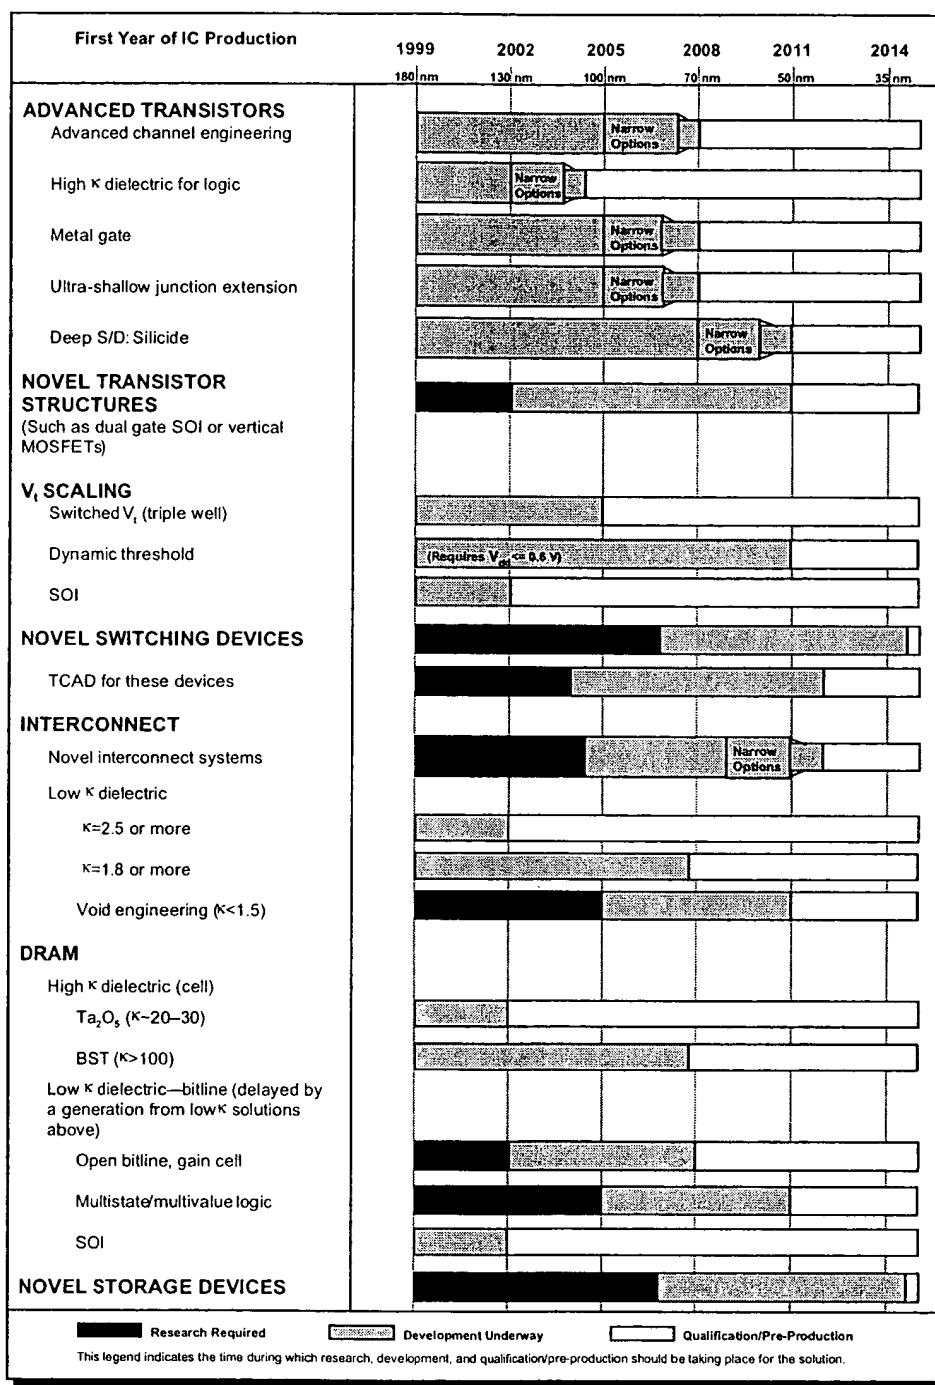 First Year of IC Production
1999 2002 2005 2008 2011 2014
180 nm 130 nm 100 nm 70 nm 50 nm 35 nm
ADVANCED TRANSISTORS
Advanced channel engineering
Narrow
Options
High κ dielectric for logic
Narrow
Options
Metal gate
Narrow
Options
Ultra-shallow junction extension
Narrow
Options
Deep S/D: Silicide
Narrow
Options
NOVEL TRANSISTOR
STRUCTURES
(Such as dual gate SOI or vertical
MOSFETs)
Vt SCALING
Switched Vt (triple well)
Dynamic threshold
(Requires Vdd <= 0.6 V)
SOI
NOVEL SWITCHING DEVICES
TCAD for these devices
INTERCONNECT
Novel interconnect systems
Narrow
Options
Low κ dielectric
κ=2.5 or more
κ=1.8 or more
Void engineering (κ<1.5)
DRAM
High κ dielectric (cell)
Ta2O5 (κ~20–30)
BST (κ>100)
Low κ dielectric—bitline (delayed by
a generation from low κ solutions
above)
Open bitline, gain cell
Multistate/multivalue logic
SOI
NOVEL STORAGE DEVICES
Research Required Development Underway Qualification/Pre-Production
This legend indicates the time during which research, development, and qualification/pre-production should be taking place for the solution.